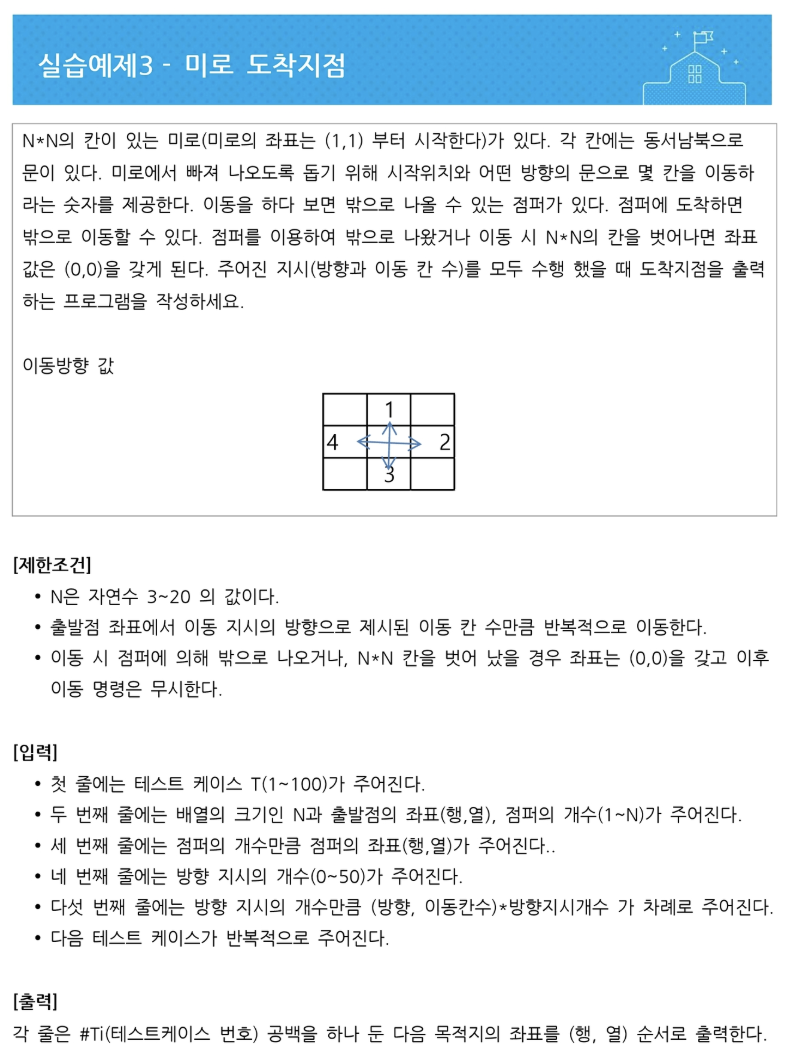 실습예제3 - 미로 도착지점
N*N의 칸이 있는 미로(미로의 좌표는 (1,1) 부터 시작한다)가 있다. 각 칸에는 동서남북으로
문이 있다. 미로에서 빠져 나오도록 돕기 위해 시작위치와 어떤 방향의 문으로 몇 칸을 이동하
라는 숫자를 제공한다. 이동을 하다 보면 밖으로 나올 수 있는 점퍼가 있다. 점퍼에 도착하면
밖으로 이동할 수 있다. 점퍼를 이용하여 밖으로 나왔거나 이동 시 N*N의 칸을 벗어나면 좌표
값은 (0,0)을 갖게 된다. 주어진 지시(방향과 이동 칸 수)를 모두 수행 했을 때 도착지점을 출력
하는 프로그램을 작성하세요.
이동방향 값
1
4 2
3
[제한조건]
• N은 자연수 3~20 의 값이다.
• 출발점 좌표에서 이동 지시의 방향으로 제시된 이동 칸 수만큼 반복적으로 이동한다.
• 이동 시 점퍼에 의해 밖으로 나오거나, N*N 칸을 벗어 났을 경우 좌표는 (0,0)을 갖고 이후
이동 명령은 무시한다.
[입력]
• 첫 줄에는 테스트 케이스 T(1~100)가 주어진다.
• 두 번째 줄에는 배열의 크기인 N과 출발점의 좌표(행,열), 점퍼의 개수(1~N)가 주어진다.
• 세 번째 줄에는 점퍼의 개수만큼 점퍼의 좌표(행,열)가 주어진다..
• 네 번째 줄에는 방향 지시의 개수(0~50)가 주어진다.
• 다섯 번째 줄에는 방향 지시의 개수만큼 (방향, 이동칸수)*방향지시개수 가 차례로 주어진다.
• 다음 테스트 케이스가 반복적으로 주어진다.
[출력]
각 줄은 #Ti(테스트케이스 번호) 공백을 하나 둔 다음 목적지의 좌표를 (행, 열) 순서로 출력한다.